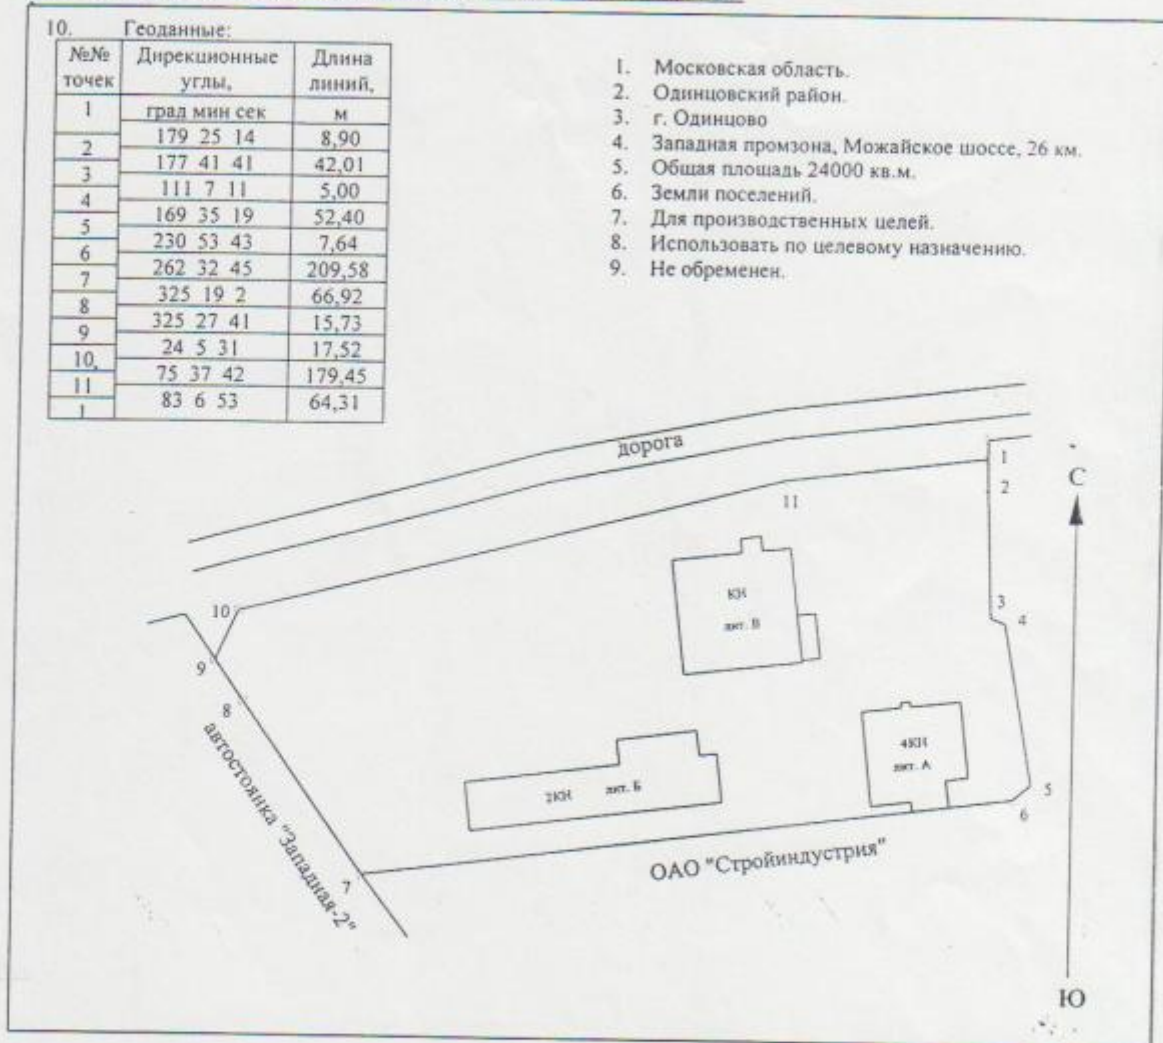 10. Геоданные:
№№ точек Дирекционные углы, Длина линий,
1 град мин сек м
179 25 14 8,90
2
177 41 41 42,01
3
111 7 11 5,00
4
169 35 19 52,40
5
230 53 43 7,64
6
262 32 45 209,58
7
325 19 2 66,92
8
325 27 41 15,73
9
24 5 31 17,52
10,
75 37 42 179,45
11
83 6 53 64,31
1
1. Московская область.
2. Одинцовский район.
3. г. Одинцово
4. Западная промзона, Можайское шоссе, 26 км.
5. Общая площадь 24000 кв.м.
6. Земли поселений.
7. Для производственных целей.
8. Использовать по целевому назначению.
9. Не обременен.
дорога
1
С
2
11
КН
лит. В
3
4
10
9
8
автостоянка "Западная-2"
4КН
лит. А
2КН лит. Б
5
6
ОАО "Стройиндустрия"
7
Ю